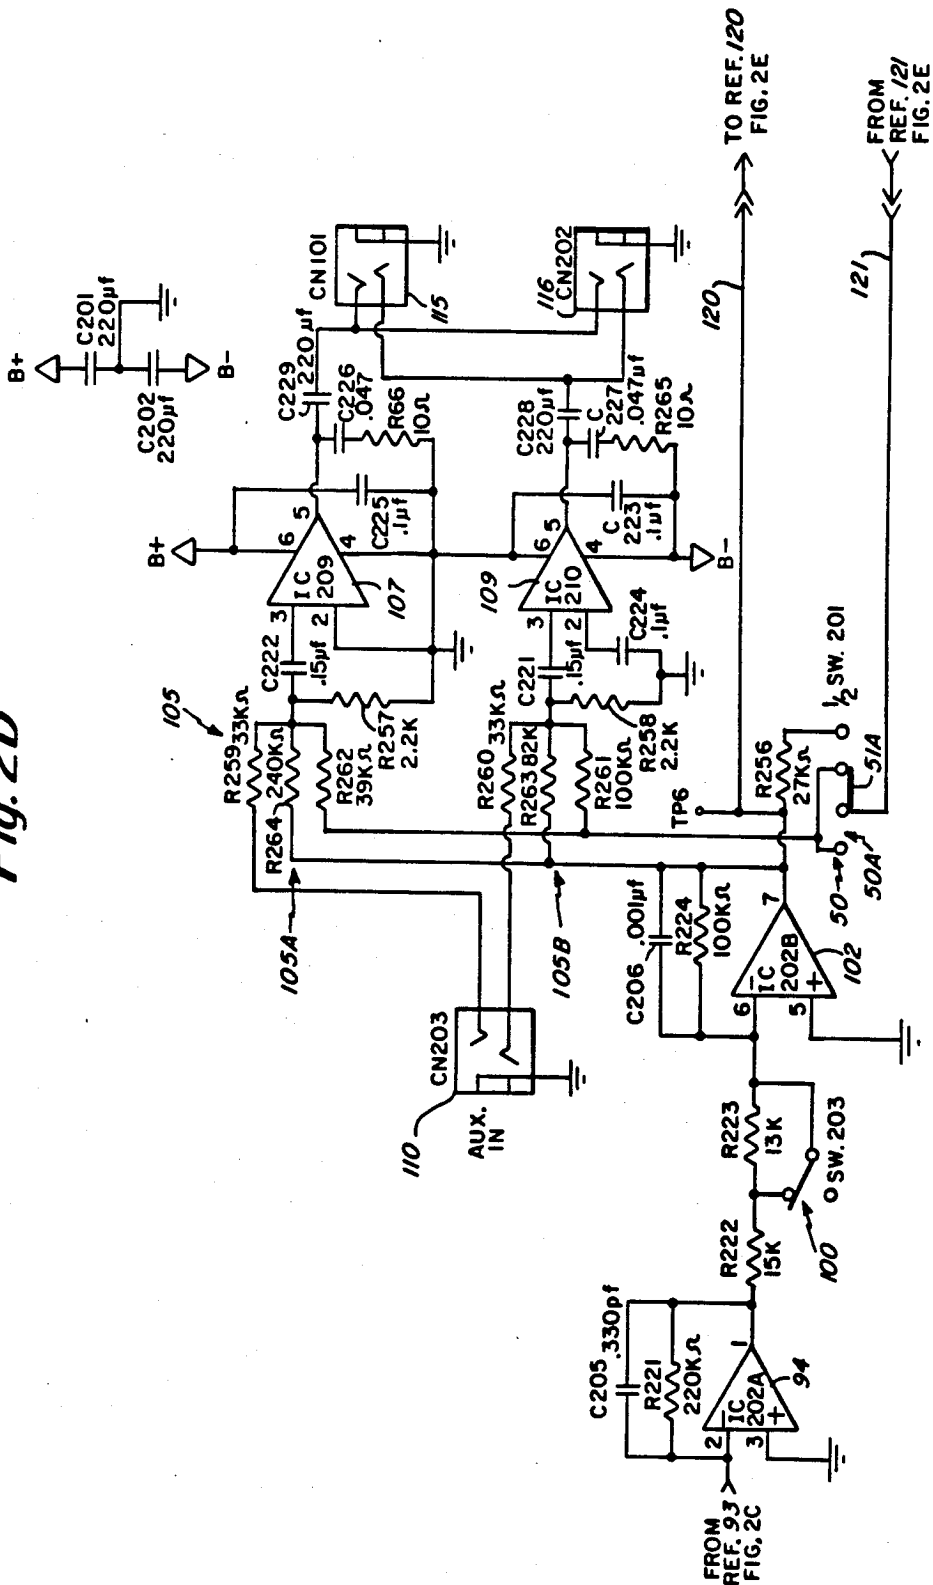 Fig. 2D
B+
C201
220µf
C202
220µf
B-
CN101
115
116
CN202
C229
220µf
C226
.047
R66
10Ω
C228
220µf
C
227
.047µf
R265
10Ω
B+
6
5
4
3
2
IC
209
107
C225
.1µf
109
6
5
4
3
2
IC
210
C
223
.1µf
B-
C222
.15µf
R257
2.2K
C221
.15µf
C224
.1µf
R258
2.2K
105
R259 33KΩ
R264 240KΩ
R262
39KΩ
R260 33KΩ
R263 82K
R261
100KΩ
105A
105B
CN203
110
AUX.
IN
TO REF. 120
FIG. 2E
120
FROM
REF. 121
FIG. 2E
121
TP6
R256
27KΩ
1/2 SW. 201
51A
50
50A
C206 .001µf
R224
100KΩ
7
6
5
IC
202B
-
+
102
R223
13K
R222
15K
SW. 203
100
C205 .330pf
R221
220KΩ
1
2
3
IC
202A
-
+
94
FROM
REF. 93
FIG. 2C